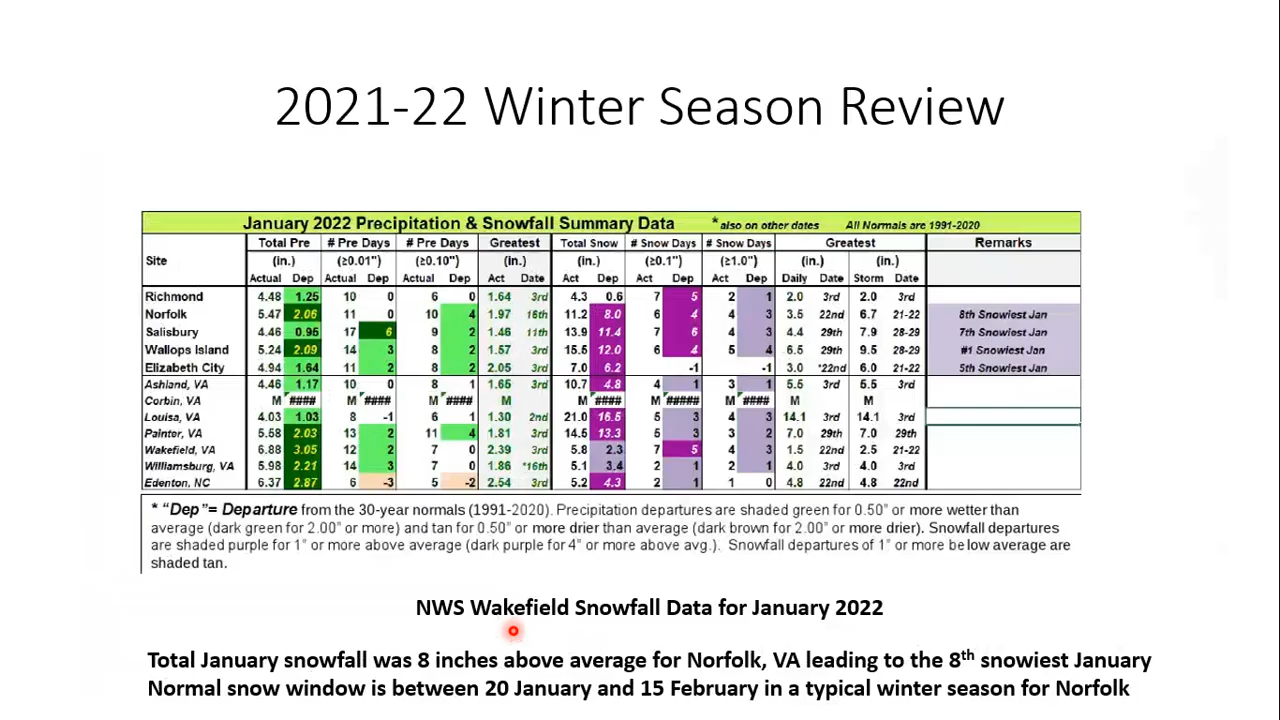 2021-22 Winter Season Review
January 2022 Precipitation & Snowfall Summary Data * also on other dates All Normals are 1991-2020
Total Pre # Pre Days # Pre Days Greatest Total Snow # Snow Days # Snow Days Greatest Remarks
Site (in.) (≥0.01") (≥0.10") (in.) (in.) (≥0.1") (≥1.0") (in.) (in.)
Actual Dep Actual Dep Actual Dep Act Date Act Dep Act Dep Act Dep Daily Date Storm Date
Richmond 4.48 1.25 10 0 6 0 1.64 3rd 4.3 0.6 7 5 2 1 2.0 3rd 2.0 3rd
Norfolk 5.47 2.06 11 0 10 4 1.97 16th 11.2 8.0 6 4 4 3 3.5 22nd 6.7 21-22 8th Snowiest Jan
Salisbury 4.46 0.96 17 6 9 2 1.46 11th 13.9 11.4 7 6 4 3 4.4 29th 7.9 28-29 7th Snowiest Jan
Wallops Island 5.24 2.09 14 3 8 2 1.57 3rd 15.5 12.0 6 4 5 4 6.5 29th 9.5 28-29 #1 Snowiest Jan
Elizabeth City 4.94 1.64 11 2 8 2 2.05 3rd 7.0 6.2 -1 -1 3.0 *22nd 6.0 21-22 5th Snowiest Jan
Ashland, VA 4.46 1.17 10 0 8 1 1.65 3rd 10.7 4.8 4 1 3 1 5.5 3rd 5.5 3rd
Corbin, VA M #### M #### M #### M M #### M ##### M #### M M
Louisa, VA 4.03 1.03 8 -1 6 1 1.30 2nd 21.0 16.5 5 3 4 3 14.1 3rd 14.1 3rd
Painter, VA 5.58 2.03 13 2 11 4 1.81 3rd 14.5 13.3 5 3 3 2 7.0 29th 7.0 29th
Wakefield, VA 6.88 3.05 12 2 7 0 2.39 3rd 5.8 2.3 7 5 4 3 1.5 22nd 2.5 21-22
Williamsburg, VA 5.98 2.21 14 3 7 0 1.86 *16th 5.1 3.4 2 1 2 1 4.0 3rd 4.0 3rd
Edenton, NC 6.37 2.87 6 -3 5 -2 2.54 3rd 5.2 4.3 2 1 1 0 4.8 22nd 4.8 22nd
* "Dep"= Departure from the 30-year normals (1991-2020). Precipitation departures are shaded green for 0.50" or more wetter than
average (dark green for 2.00" or more) and tan for 0.50" or more drier than average (dark brown for 2.00" or more drier). Snowfall departures
are shaded purple for 1" or more above average (dark purple for 4" or more above avg.). Snowfall departures of 1" or more below average are
shaded tan.
NWS Wakefield Snowfall Data for January 2022
Total January snowfall was 8 inches above average for Norfolk, VA leading to the 8th snowiest January
Normal snow window is between 20 January and 15 February in a typical winter season for Norfolk